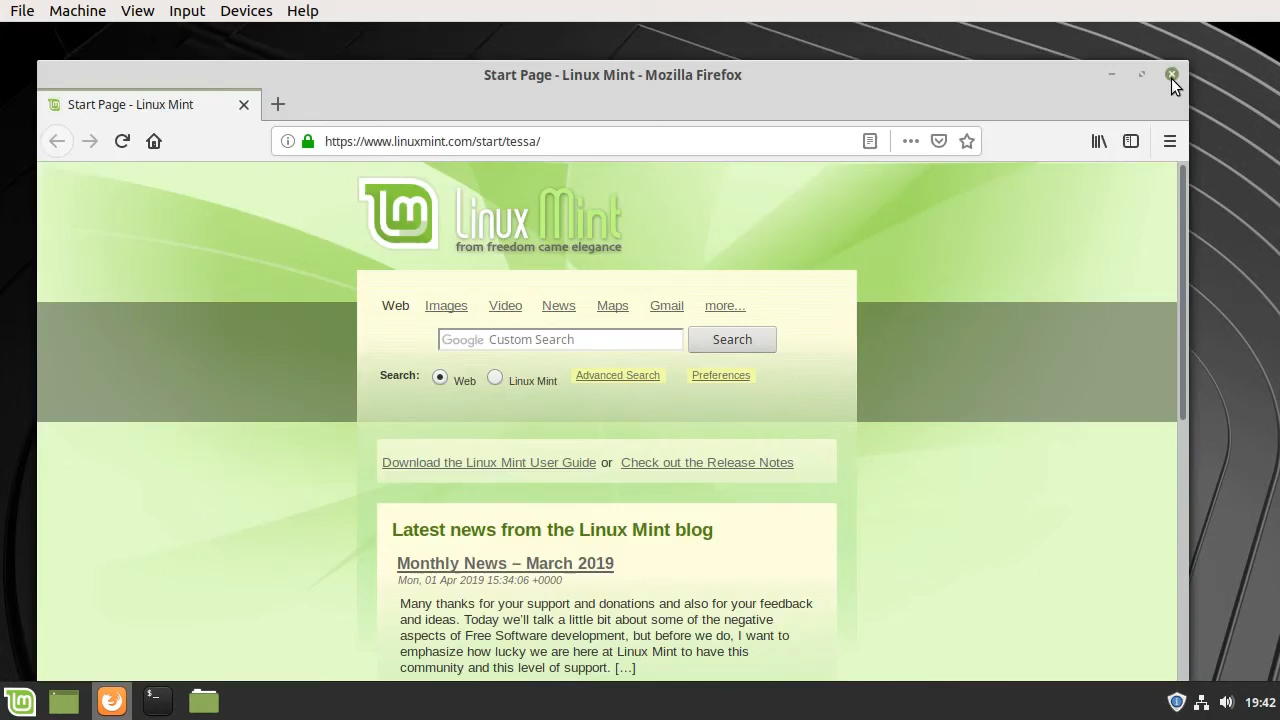 File Machine View Input Devices Help
Start Page - Linux Mint - Mozilla Firefox
Start Page - Linux Mint
https://www.linuxmint.com/start/tessa/
Linux Mint
from freedom came elegance
Web Images Video News Maps Gmail more...
Google Custom Search Search
Search: Web Linux Mint Advanced Search Preferences
Download the Linux Mint User Guide or Check out the Release Notes
Latest news from the Linux Mint blog
Monthly News – March 2019
Mon, 01 Apr 2019 15:34:06 +0000
Many thanks for your support and donations and also for your feedback
and ideas. Today we'll talk a little bit about some of the negative
aspects of Free Software development, but before we do, I want to
emphasize how lucky we are here at Linux Mint to have this
community and this level of support. […]
19:42